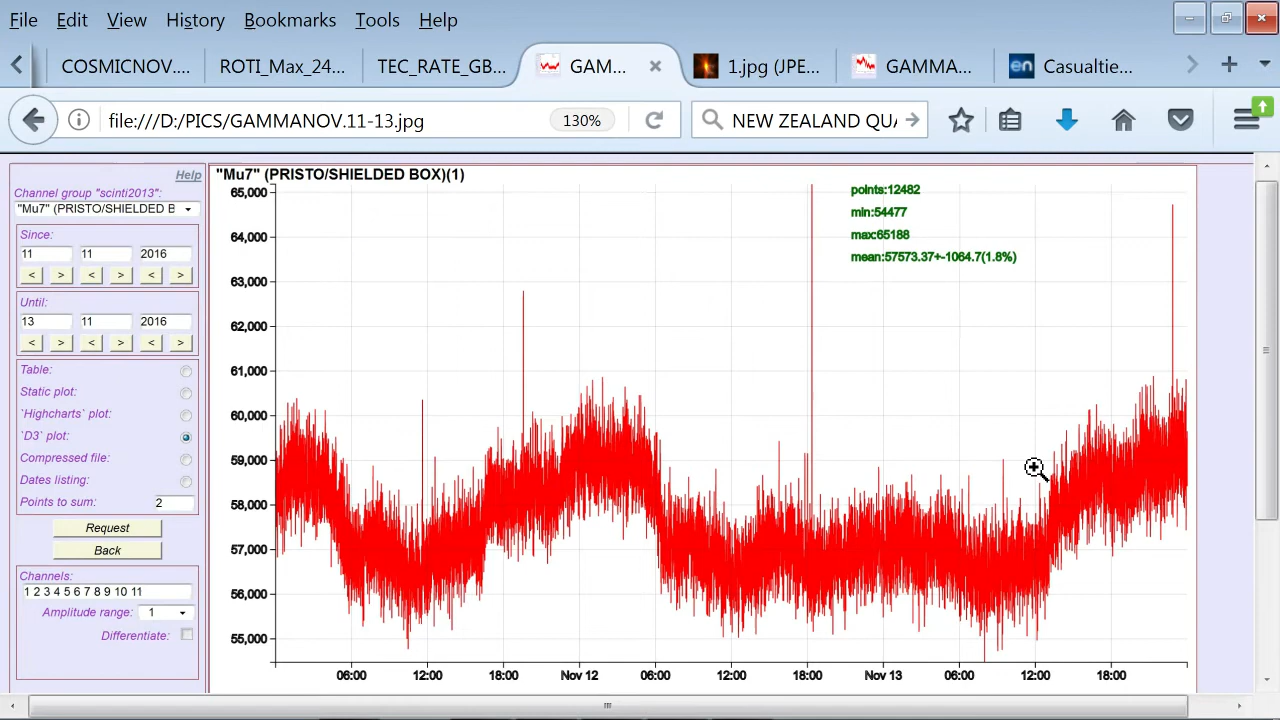 File Edit View History Bookmarks Tools Help
COSMICNOV... ROTI_Max_24... TEC_RATE_GB... GAM... 1.jpg (JPE... GAMMA... en Casualtie...
file:///D:/PICS/GAMMANOV.11-13.jpg 130% NEW ZEALAND QUA
Help
Channel group "scinti2013":
"Mu7" (PRISTO/SHIELDED B
Since:
11 11 2016
< > < > < >
Until:
13 11 2016
< > < > < >
Table:
Static plot:
`Highcharts` plot:
`D3` plot:
Compressed file:
Dates listing:
Points to sum: 2
Request
Back
Channels:
1 2 3 4 5 6 7 8 9 10 11
Amplitude range: 1
Differentiate:
"Mu7" (PRISTO/SHIELDED BOX)(1)
points:12482
min:54477
max:65188
mean:57573.37+-1064.7(1.8%)
65,000
64,000
63,000
62,000
61,000
60,000
59,000
58,000
57,000
56,000
55,000
06:00 12:00 18:00 Nov 12 06:00 12:00 18:00 Nov 13 06:00 12:00 18:00